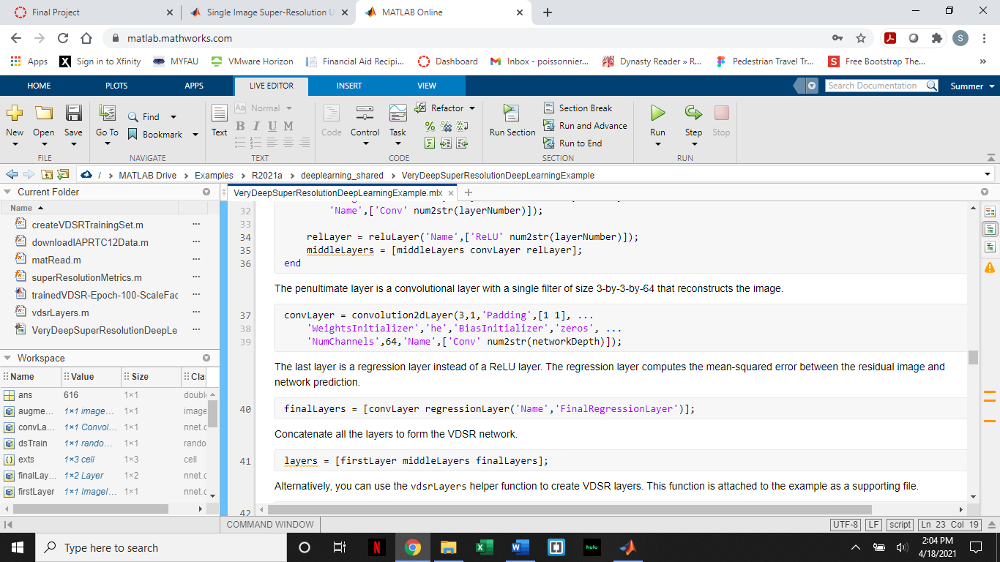 Final Project
Single Image Super-Resolution U
MATLAB Online
matlab.mathworks.com
S
Apps
Sign in to Xfinity
MYFAU
VMware Horizon
Financial Aid Recipi...
Dashboard
Inbox - poissonnier...
Dynasty Reader » R...
Pedestrian Travel Tr...
Free Bootstrap The...
HOME
PLOTS
APPS
LIVE EDITOR
INSERT
VIEW
Search Documentation
Summer
New
Open
Save
FILE
Go To
Find
Bookmark
NAVIGATE
Text
Aa Normal
B I U M
TEXT
Code
Control
Task
Refactor
CODE
Run Section
Section Break
Run and Advance
Run to End
SECTION
Run
Step
Stop
RUN
/ › MATLAB Drive › Examples › R2021a › deeplearning_shared › VeryDeepSuperResolutionDeepLearningExample
Current Folder
Name
createVDSRTrainingSet.m
downloadIAPRTC12Data.m
matRead.m
superResolutionMetrics.m
trainedVDSR-Epoch-100-ScaleFac
vdsrLayers.m
VeryDeepSuperResolutionDeepLe
Workspace
Name Value Size Cla
ans 616 1×1 double
augme... 1×1 image... 1×1 image
convLa... 1×1 Convol... 1×1 nnet.c
dsTrain 1×1 rando... 1×1 rando
exts 1×3 cell 1×3 cell
finalLay... 1×2 Layer 1×2 nnet.c
firstLayer 1×1 ImageI... 1×1 nnet.c
VeryDeepSuperResolutionDeepLearningExample.mlx
32 'Name',['Conv' num2str(layerNumber)]);
33
34 relLayer = reluLayer('Name',['ReLU' num2str(layerNumber)]);
35 middleLayers = [middleLayers convLayer relLayer];
36 end
The penultimate layer is a convolutional layer with a single filter of size 3-by-3-by-64 that reconstructs the image.
37 convLayer = convolution2dLayer(3,1,'Padding',[1 1], ...
38 'WeightsInitializer','he','BiasInitializer','zeros', ...
39 'NumChannels',64,'Name',['Conv' num2str(networkDepth)]);
The last layer is a regression layer instead of a ReLU layer. The regression layer computes the mean-squared error between the residual image and
network prediction.
40 finalLayers = [convLayer regressionLayer('Name','FinalRegressionLayer')];
Concatenate all the layers to form the VDSR network.
41 layers = [firstLayer middleLayers finalLayers];
Alternatively, you can use the vdsrLayers helper function to create VDSR layers. This function is attached to the example as a supporting file.
42
COMMAND WINDOW
UTF-8
LF
script
Ln 23 Col 19
Type here to search
hulu
2:04 PM
4/18/2021